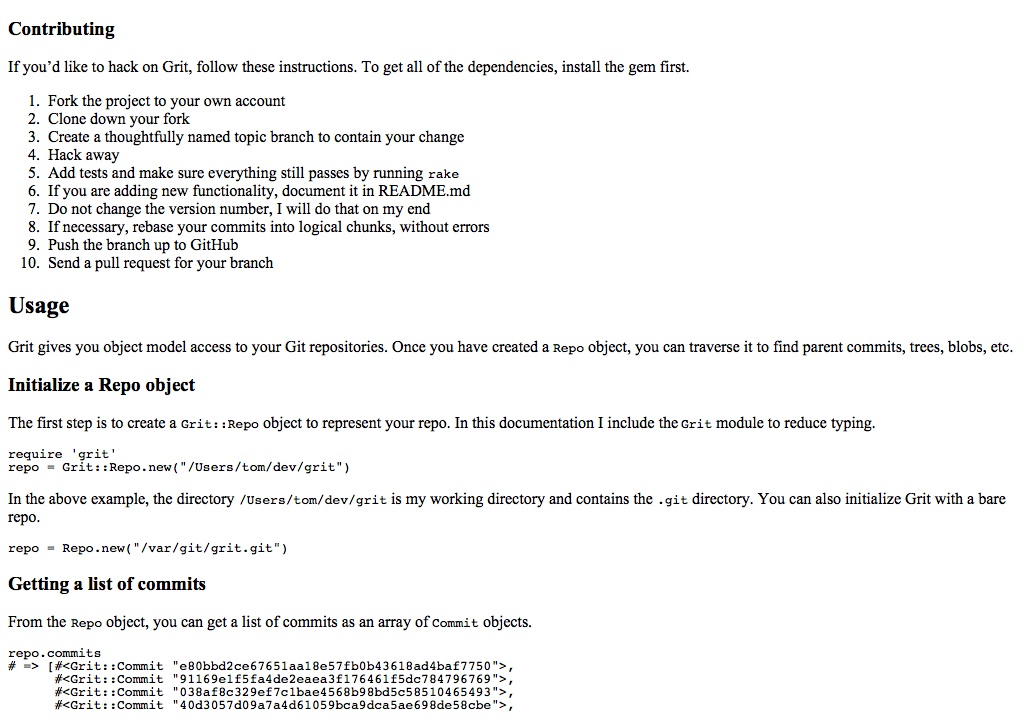 Contributing
If you’d like to hack on Grit, follow these instructions. To get all of the dependencies, install the gem first.
1. Fork the project to your own account
2. Clone down your fork
3. Create a thoughtfully named topic branch to contain your change
4. Hack away
5. Add tests and make sure everything still passes by running rake
6. If you are adding new functionality, document it in README.md
7. Do not change the version number, I will do that on my end
8. If necessary, rebase your commits into logical chunks, without errors
9. Push the branch up to GitHub
10. Send a pull request for your branch
Usage
Grit gives you object model access to your Git repositories. Once you have created a Repo object, you can traverse it to find parent commits, trees, blobs, etc.
Initialize a Repo object
The first step is to create a Grit::Repo object to represent your repo. In this documentation I include the Grit module to reduce typing.
require 'grit'
repo = Grit::Repo.new("/Users/tom/dev/grit")
In the above example, the directory /Users/tom/dev/grit is my working directory and contains the .git directory. You can also initialize Grit with a bare
repo.
repo = Repo.new("/var/git/grit.git")
Getting a list of commits
From the Repo object, you can get a list of commits as an array of Commit objects.
repo.commits
# => [#<Grit::Commit "e80bbd2ce67651aa18e57fb0b43618ad4baf7750">,
#<Grit::Commit "91169e1f5fa4de2eaea3f176461f5dc784796769">,
#<Grit::Commit "038af8c329ef7c1bae4568b98bd5c58510465493">,
#<Grit::Commit "40d3057d09a7a4d61059bca9dca5ae698de58cbe">,